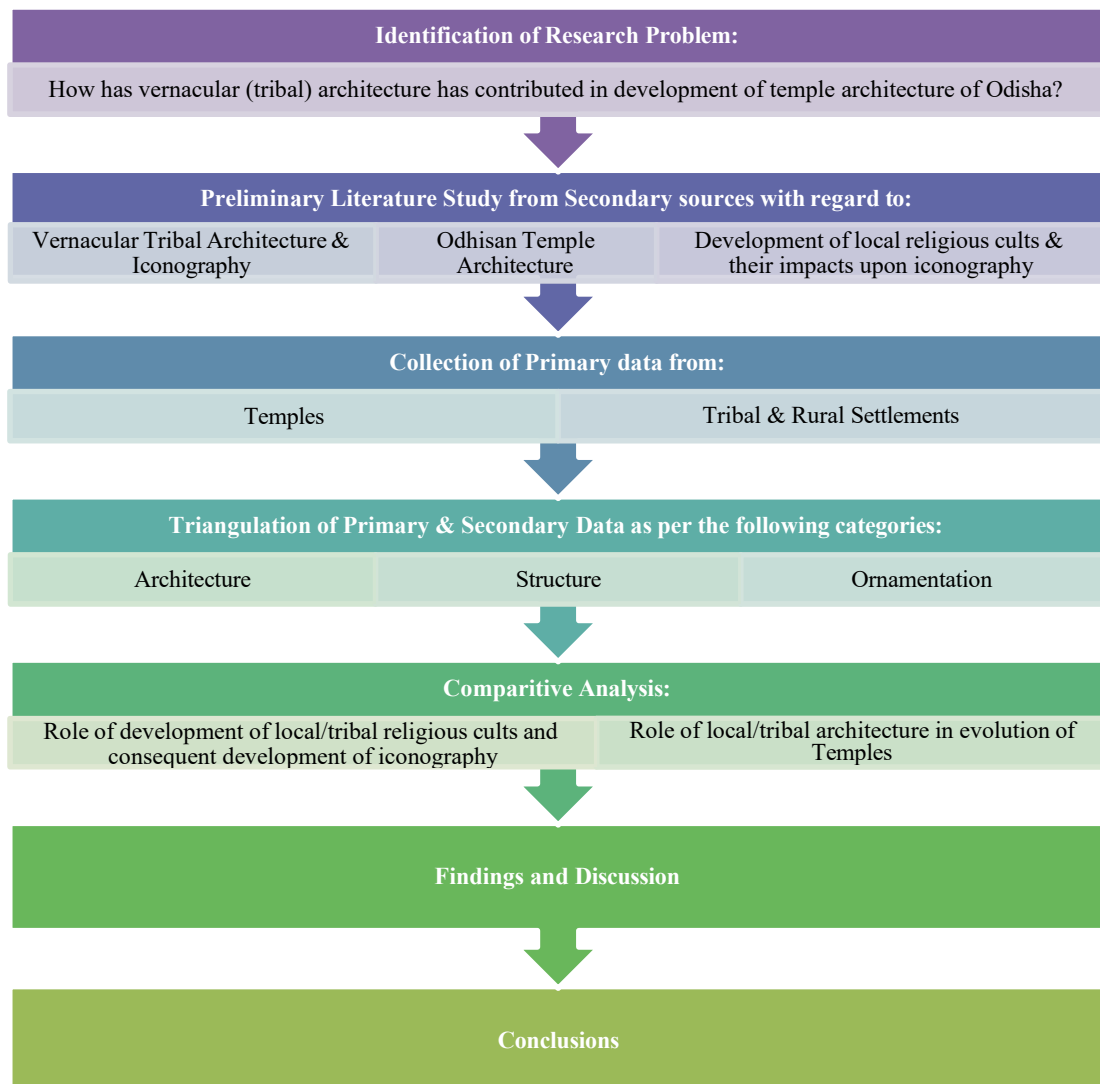 Identification of Research Problem:
How has vernacular (tribal) architecture has contributed in development of temple architecture of Odisha?
Preliminary Literature Study from Secondary sources with regard to:
Vernacular Tribal Architecture &
Iconography
Odhisan Temple
Architecture
Development of local religious cults &
their impacts upon iconography
Collection of Primary data from:
Temples
Tribal & Rural Settlements
Triangulation of Primary & Secondary Data as per the following categories:
Architecture
Structure
Ornamentation
Comparitive Analysis:
Role of development of local/tribal religious cults and
consequent development of iconography
Role of local/tribal architecture in evolution of
Temples
Findings and Discussion
Conclusions